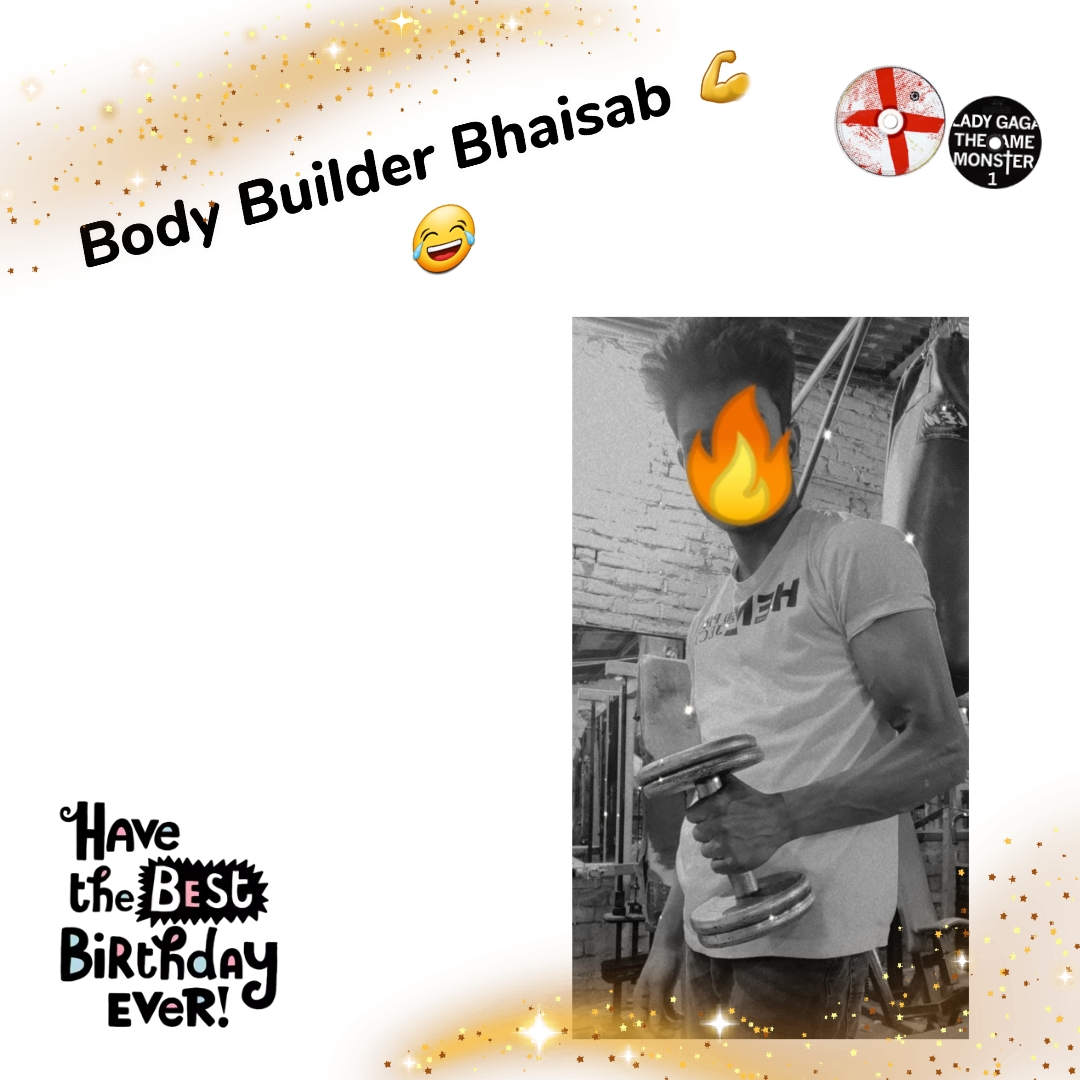 Body Builder Bhaisab 💪
😂
LADY GAGA
THE FAME
MONSTER
1
Have
the BEST
BiRthdAy
EVER!